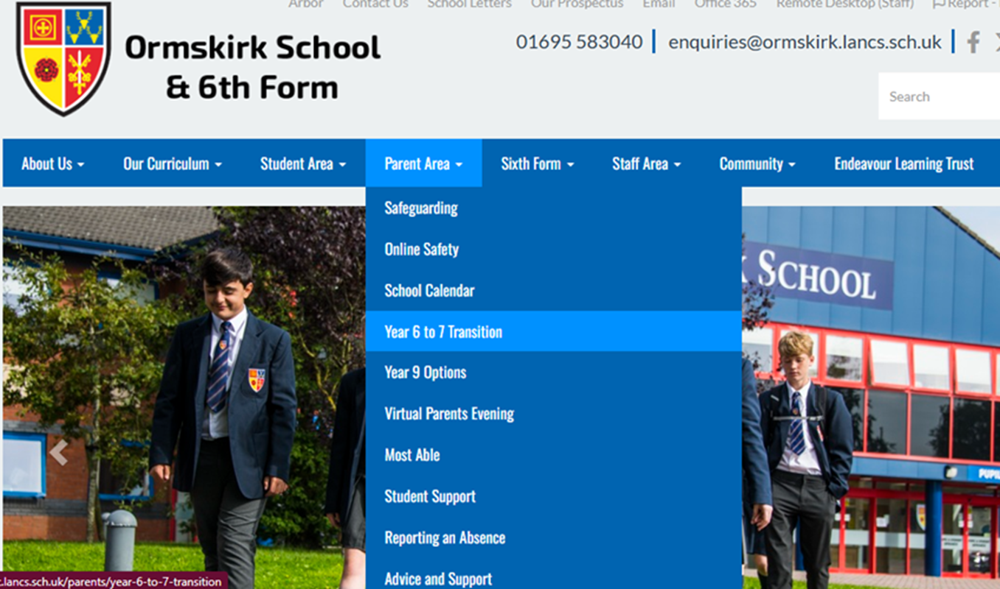 Arbor Contact Us School Letters Our Prospectus Email Office 365 Remote Desktop (Staff) Report -
Ormskirk School
& 6th Form
01695 583040 enquiries@ormskirk.lancs.sch.uk
Search
About Us Our Curriculum Student Area Parent Area Sixth Form Staff Area Community Endeavour Learning Trust
Safeguarding
Online Safety
School Calendar
Year 6 to 7 Transition
Year 9 Options
Virtual Parents Evening
Most Able
Student Support
Reporting an Absence
Advice and Support
K SCHOOL
PUPI
.lancs.sch.uk/parents/year-6-to-7-transition